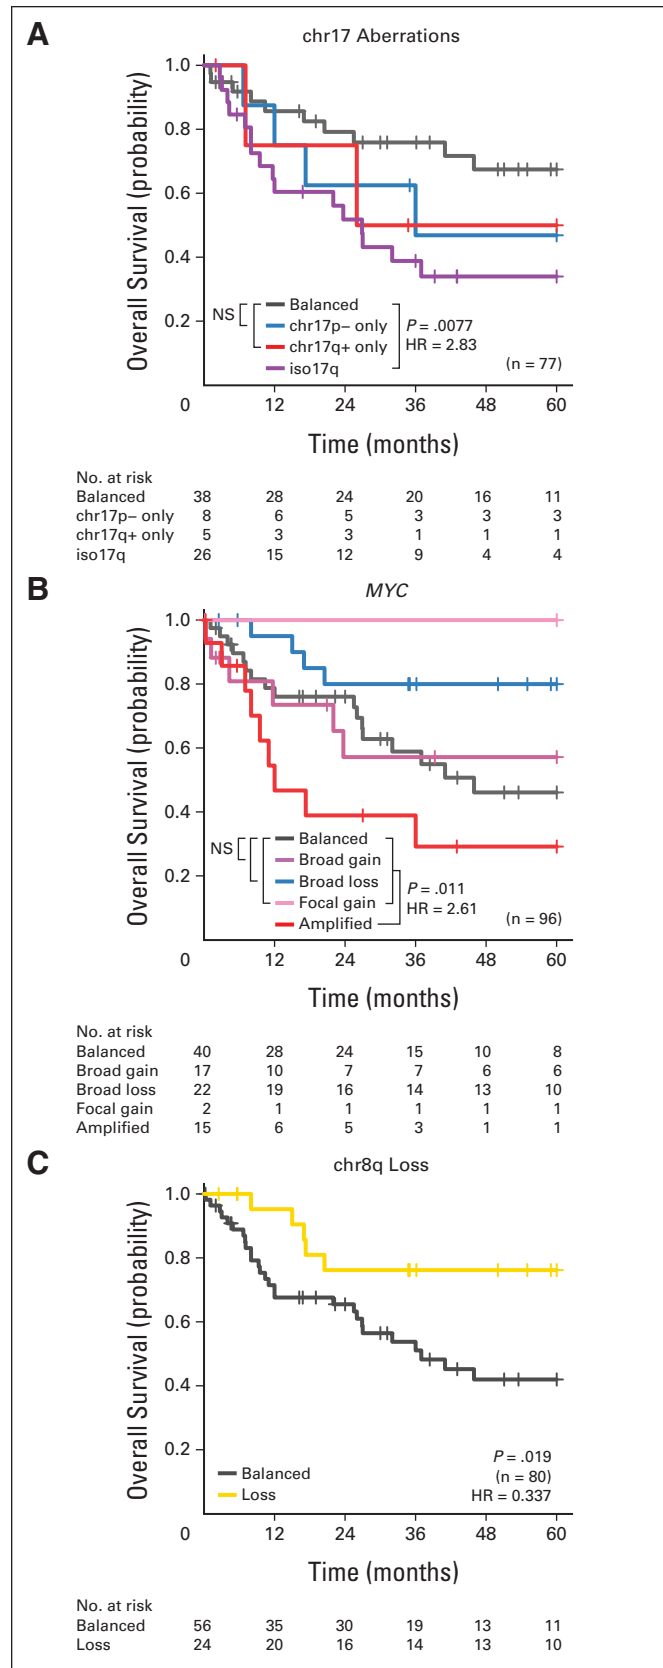 A
chr17 Aberrations
Overall Survival (probability)
1.0
0.8
0.6
0.4
0.2
0
12
24
36
48
60
NS
Balanced
chr17p– only
chr17q+ only
iso17q
P = .0077
HR = 2.83
(n = 77)
Time (months)
No. at risk
Balanced 38 28 24 20 16 11
chr17p– only 8 6 5 3 3 3
chr17q+ only 5 3 3 1 1 1
iso17q 26 15 12 9 4 4
B
MYC
Overall Survival (probability)
1.0
0.8
0.6
0.4
0.2
0
12
24
36
48
60
NS
Balanced
Broad gain
Broad loss
Focal gain
Amplified
P = .011
HR = 2.61
(n = 96)
Time (months)
No. at risk
Balanced 40 28 24 15 10 8
Broad gain 17 10 7 7 6 6
Broad loss 22 19 16 14 13 10
Focal gain 2 1 1 1 1 1
Amplified 15 6 5 3 1 1
C
chr8q Loss
Overall Survival (probability)
1.0
0.8
0.6
0.4
0.2
0
12
24
36
48
60
Balanced
Loss
P = .019
(n = 80)
HR = 0.337
Time (months)
No. at risk
Balanced 56 35 30 19 13 11
Loss 24 20 16 14 13 10